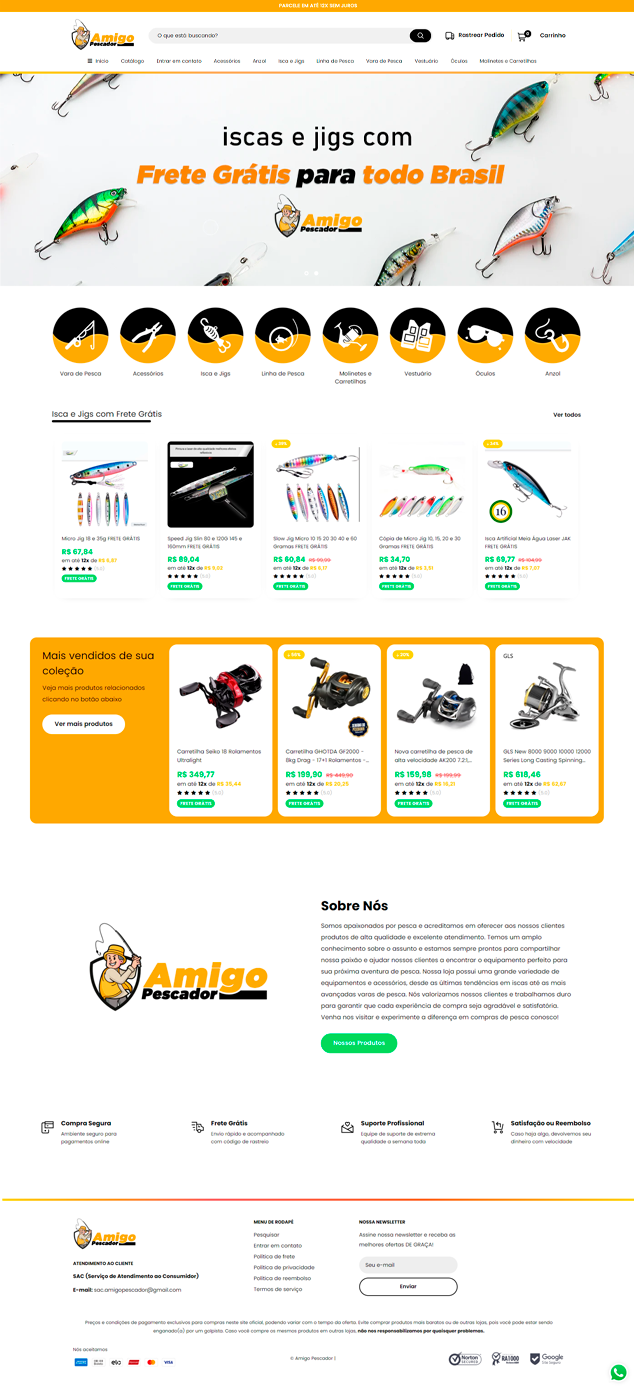 PARCELE EM ATÉ 12X SEM JUROS
Amigo
Pescador
O que está buscando?
Rastrear Pedido
0
Carrinho
Início
Catálogo
Entrar em contato
Acessórios
Anzol
Isca e Jigs
Linha de Pesca
Vara de Pesca
Vestuário
Óculos
Molinetes e Carretilhas
iscas e jigs com
Frete Grátis para todo Brasil
Amigo
Pescador
Vara de Pesca
Acessórios
Isca e Jigs
Linha de Pesca
Molinetes e
Carretilhas
Vestuário
Óculos
Anzol
Isca e Jigs com Frete Grátis
Ver todos
Micro Jig 18 e 35g FRETE GRÁTIS
R$ 67,84
em até 12x de
(5.0)
FRETE GRÁTIS
Speed Jig Slin 80 e 1200 145 e
160mm FRETE GRÁTIS
R$ 89,04
em até 12x de
(5.0)
FRETE GRÁTIS
Slow Jig Micro 10 15 20 30 40 e 60
Gramas FRETE GRÁTIS
R$ 60,84 R$ 99,99
em até 12x de
(5.0)
FRETE GRÁTIS
Cópia de Micro Jig 10, 15, 20 e 30
Gramas FRETE GRÁTIS
R$ 34,70
em até 12x de R$ 3,51
(5.0)
FRETE GRÁTIS
16
Isca Artificial Meia Água Laser JAK
FRETE GRÁTIS
R$ 69,77 R$ 104,99
em até 12x de R$ 7,07
(5.0)
FRETE GRÁTIS
Mais vendidos de sua
coleção
Veja mais produtos relacionados
clicando no botão abaixo
Ver mais produtos
Carretilha Seiko 18 Rolamentos
Ultralight
R$ 349,77
em até 12x de R$ 35,44
(5.0)
FRETE GRÁTIS
Carretilha GHOTDA GF2000 -
8kg Drag - 17+1 Rolamentos -...
R$ 199,90 R$ 449,90
em até 12x de R$ 20,25
(5.0)
FRETE GRÁTIS
Nova carretilha de pesca de
alta velocidade AK200 7.2:1,...
R$ 159,98 R$ 199,99
em até 12x de R$ 16,21
(5.0)
FRETE GRÁTIS
GLS
GLS New 8000 9000 10000 12000
Series Long Casting Spinning...
R$ 618,46
em até 12x de R$ 62,67
(5.0)
FRETE GRÁTIS
Amigo
Pescador
Sobre Nós
Somos apaixonados por pesca e acreditamos em oferecer aos nossos clientes
produtos de alta qualidade e excelente atendimento. Temos um amplo
conhecimento sobre o assunto e estamos sempre prontos para compartilhar
nossa paixão e ajudar nossos clientes a encontrar o equipamento perfeito para
sua próxima aventura de pesca. Nossa loja possui uma grande variedade de
equipamentos e acessórios, desde as últimas tendências em iscas até as mais
avançadas varas de pesca. Nós valorizamos nossos clientes e trabalhamos duro
para garantir que cada experiência de compra seja agradável e satisfatória.
Venha nos visitar e experimente a diferença em compras de pesca conosco!
Nossos Produtos
Compra Segura
Ambiente seguro para
pagamentos online
Frete Grátis
Envio rápido e acompanhado
com código de rastreio
Suporte Profissional
Equipe de suporte de extrema
qualidade a semana toda
Satisfação ou Reembolso
Caso haja algo, devolvemos seu
dinheiro com velocidade
Amigo
Pescador
ATENDIMENTO AO CLIENTE
SAC (Serviço de Atendimento ao Consumidor)
E-mail: sac.amigopescador@gmail.com
MENU DE RODAPÉ
Pesquisar
Entrar em contato
Política de frete
Política de privacidade
Política de reembolso
Termos de serviço
NOSSA NEWSLETTER
Assine nossa newsletter e receba as
melhores ofertas DE GRAÇA!
Seu e-mail
Enviar
Preços e condições de pagamento exclusivos para compras neste site oficial, podendo variar com o tempo da oferta. Evite comprar produtos mais baratos ou de outras lojas, pois você pode estar sendo
enganado(a) por um golpista. Caso você compre os mesmos produtos em outras lojas, não nos responsabilizamos por quaisquer problemas.
Nós aceitamos
elo
VISA
© Amigo Pescador |
Norton
SECURED
RA1000
Google
Site Seguro